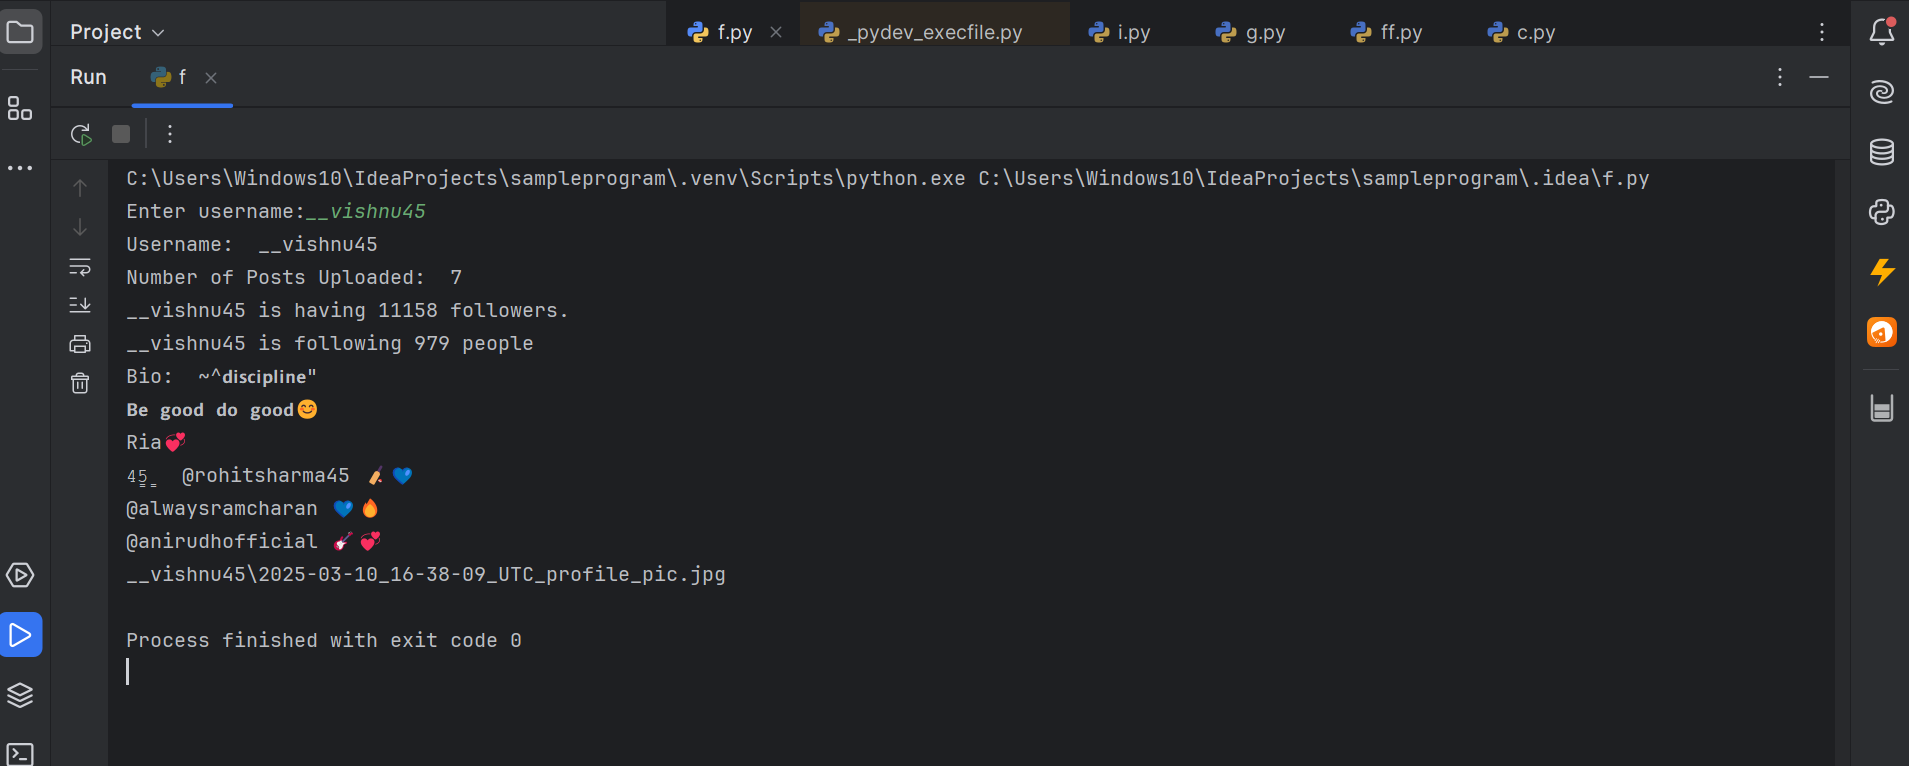 Project
f.py
_pydev_execfile.py
i.py
g.py
ff.py
c.py
Run
f
C:\Users\Windows10\IdeaProjects\sampleprogram\.venv\Scripts\python.exe C:\Users\Windows10\IdeaProjects\sampleprogram\.idea\f.py
Enter username:__vishnu45
Username:  __vishnu45
Number of Posts Uploaded:  7
__vishnu45 is having 11158 followers.
__vishnu45 is following 979 people
Bio:  ~^𝗱𝗶𝘀𝗰𝗶𝗽𝗹𝗶𝗻𝗲"
𝗕𝗲 𝗴𝗼𝗼𝗱 𝗱𝗼 𝗴𝗼𝗼𝗱😊
Ria💞
45̳ ̳ @rohitsharma45 🏏💙
@alwaysramcharan 💙🔥
@anirudhofficial 🎸💞
__vishnu45\2025-03-10_16-38-09_UTC_profile_pic.jpg
Process finished with exit code 0